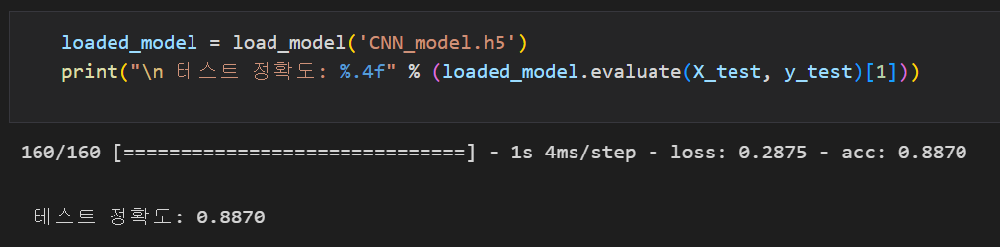 loaded_model = load_model('CNN_model.h5')
print("\n 테스트 정확도: %.4f" % (loaded_model.evaluate(X_test, y_test)[1]))
160/160 [==============================] - 1s 4ms/step - loss: 0.2875 - acc: 0.8870
테스트 정확도: 0.8870